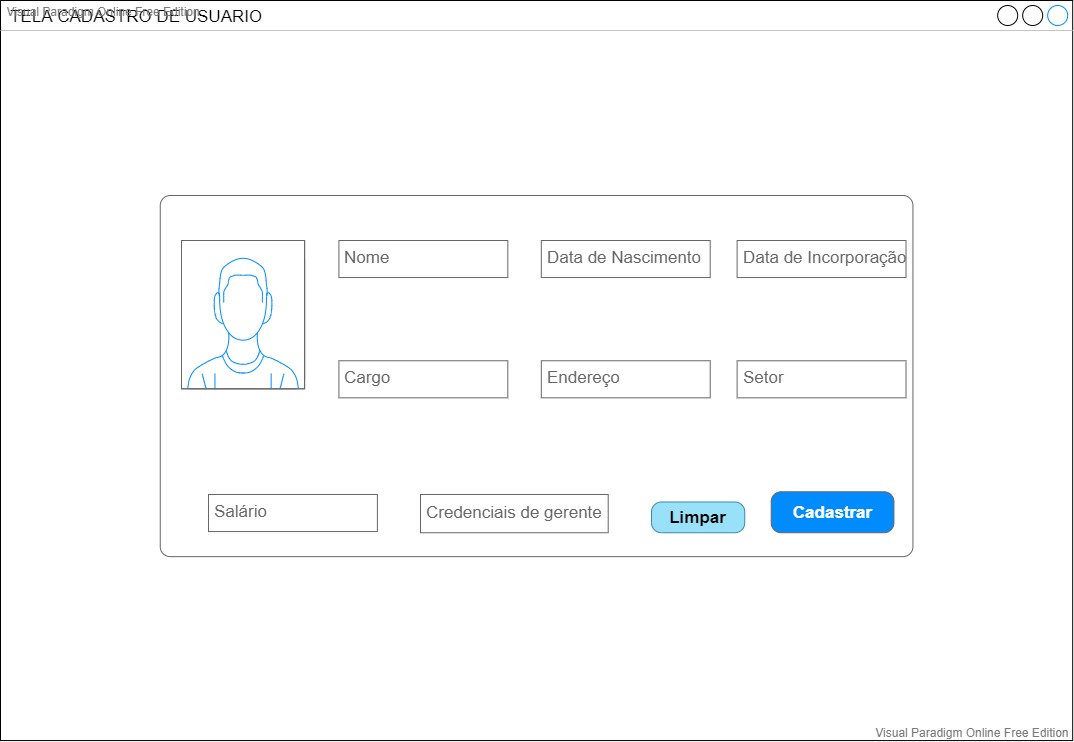 Visual Paradigm Online Free Edition
TELA CADASTRO DE USUARIO
Nome
Data de Nascimento
Data de Incorporação
Cargo
Endereço
Setor
Salário
Credenciais de gerente
Limpar
Cadastrar
Visual Paradigm Online Free Edition